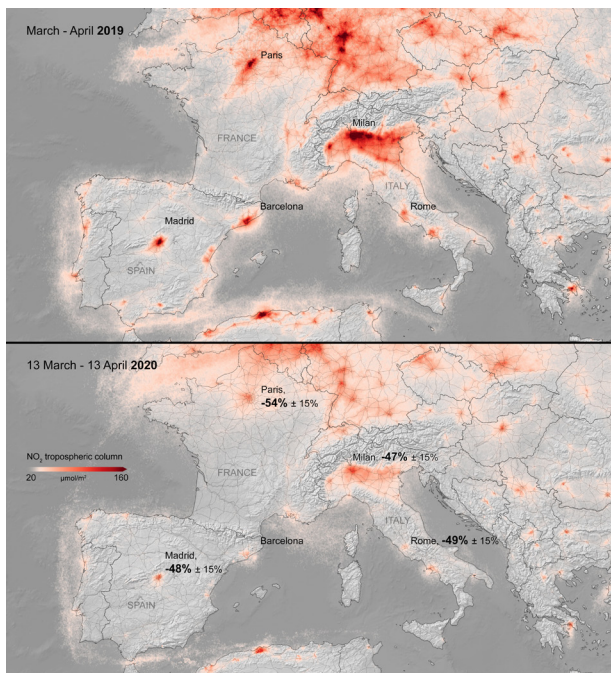 March - April 2019
Paris
FRANCE
Milan
ITALY
Barcelona
Rome
Madrid
SPAIN
13 March - 13 April 2020
Paris,
-54% ± 15%
NO₂ tropospheric column
20 160
µmol/m²
Milan, -47% ± 15%
FRANCE
ITALY
Barcelona
Rome, -49% ± 15%
Madrid,
-48% ± 15%
SPAIN